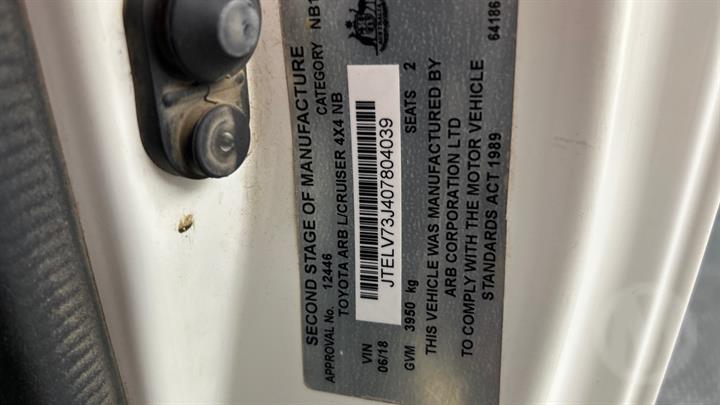 SECOND STAGE OF MANUFACTURE
APPROVAL No. 12446 CATEGORY NB1
TOYOTA ARB L/CRUISER 4X4 NB
VIN JTELV73J407804039
06/18
GVM 3950 kg SEATS 2
THIS VEHICLE WAS MANUFACTURED BY
ARB CORPORATION LTD
TO COMPLY WITH THE MOTOR VEHICLE
STANDARDS ACT 1989
64186